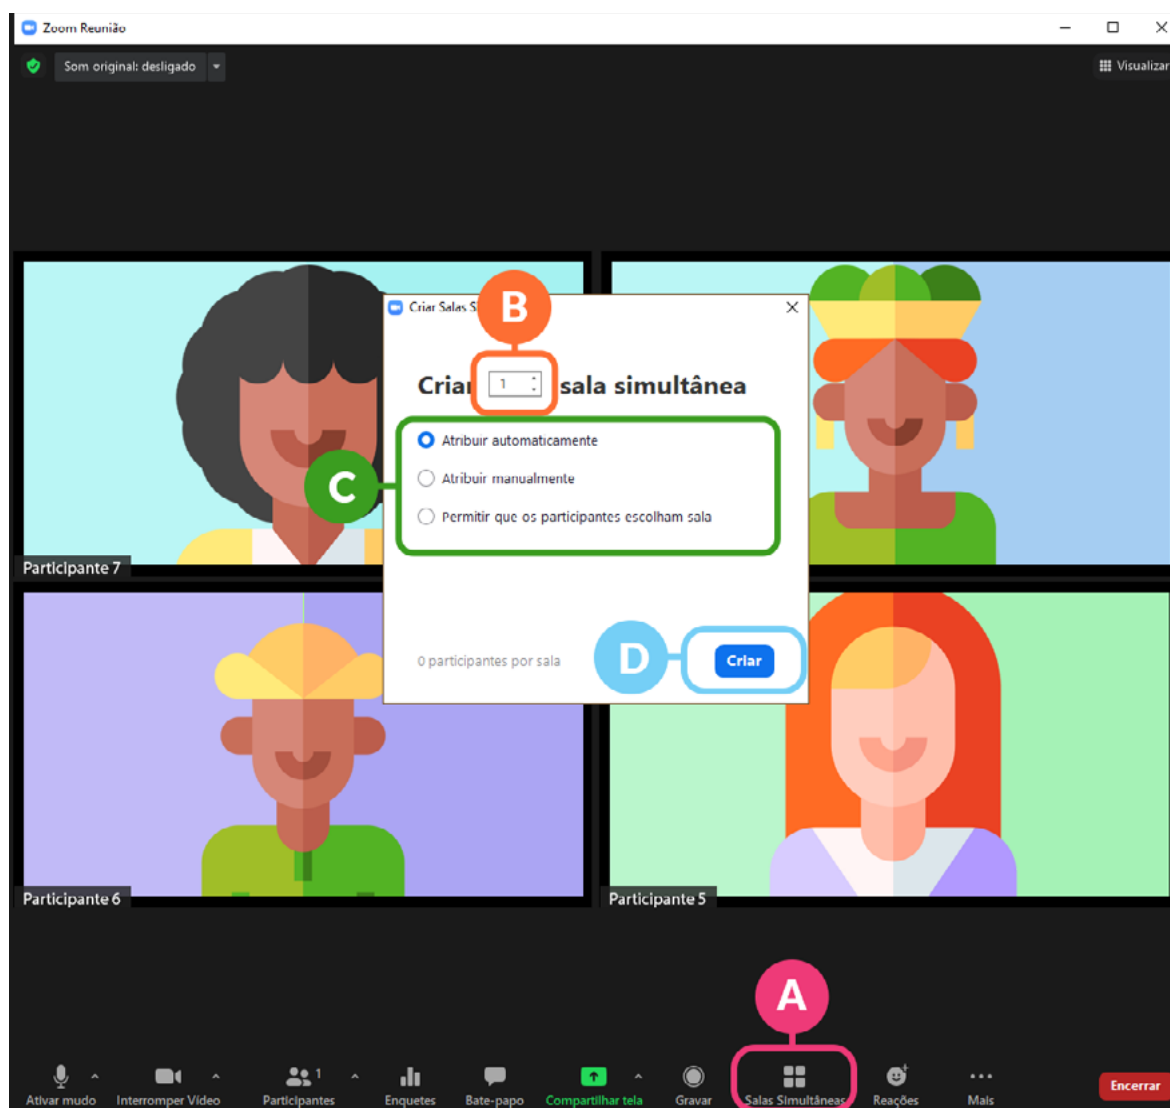 Zoom Reunião
Som original: desligado
Visualizar
B
Criar Salas S
Criar 1 sala simultânea
Atribuir automaticamente
C
Atribuir manualmente
Permitir que os participantes escolham sala
Participante 7
0 participantes por sala
D
Criar
Participante 6
Participante 5
A
1
Ativar mudo
Interromper Vídeo
Participantes
Enquetes
Bate-papo
Compartilhar tela
Gravar
Salas Simultâneas
Reações
Mais
Encerrar